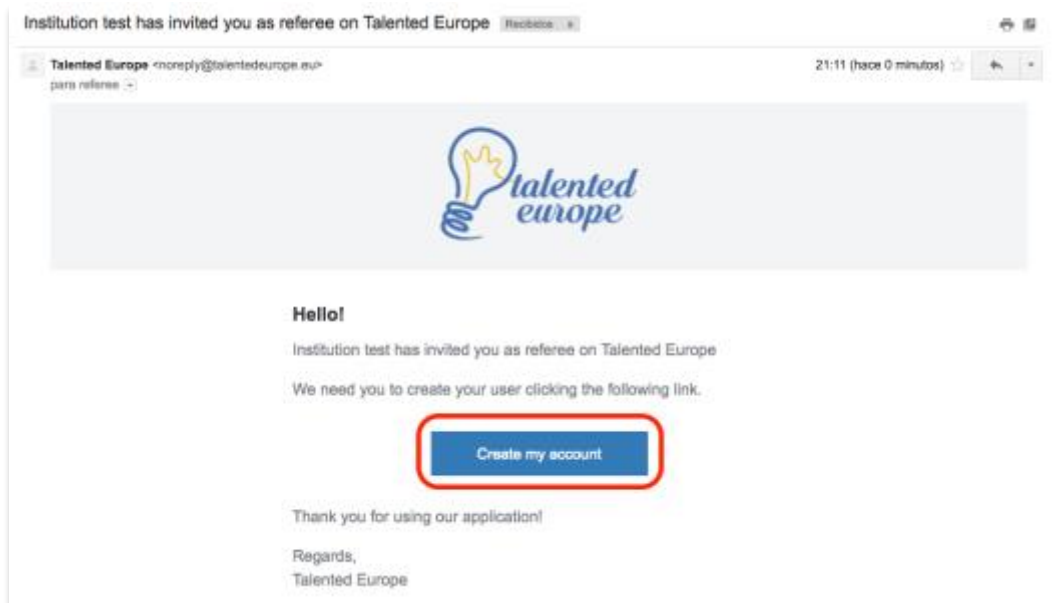 Institution test has invited you as referee on Talented Europe Recibidos x
Talented Europe <noreply@talentedeurope.eu> 21:11 (hace 0 minutos)
para referee
talented
europe
Hello!
Institution test has invited you as referee on Talented Europe
We need you to create your user clicking the following link.
Create my account
Thank you for using our application!
Regards,
Talented Europe